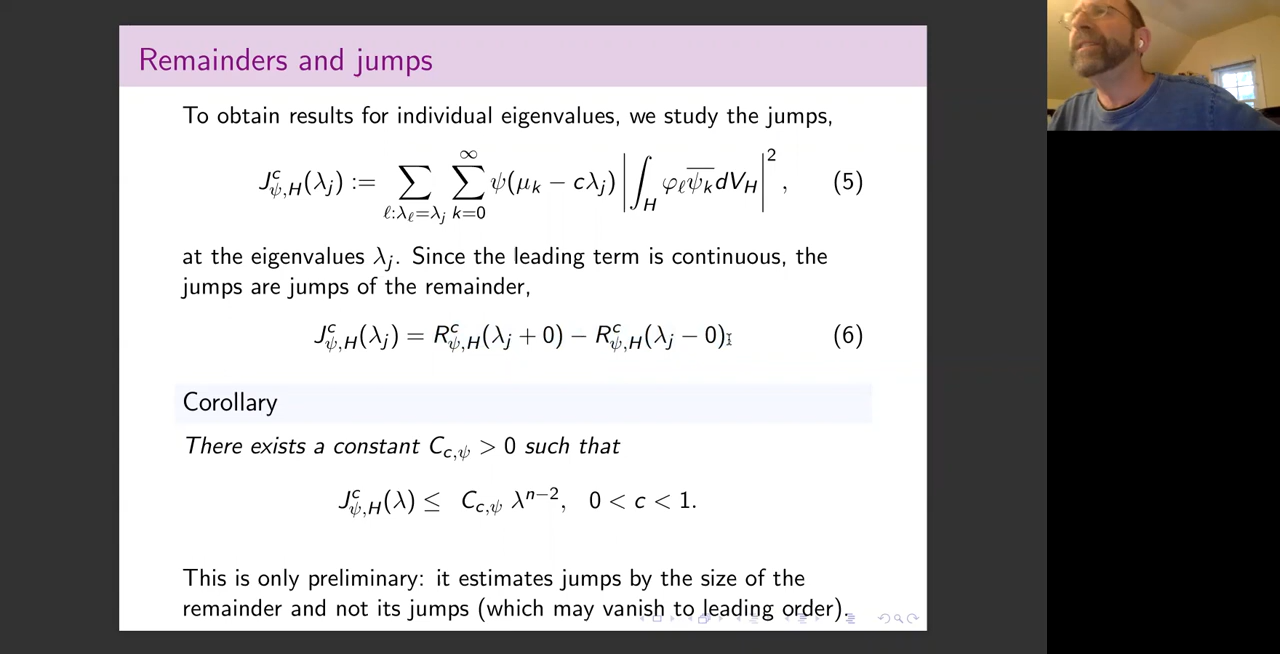 Remainders and jumps
To obtain results for individual eigenvalues, we study the jumps,
J^c_{ψ,H}(λ_j) := ∑_{ℓ:λ_ℓ=λ_j} ∑_{k=0}^∞ ψ(μ_k − cλ_j) |∫_H φ_ℓ \overline{ψ_k} dV_H|^2, (5)
at the eigenvalues λ_j. Since the leading term is continuous, the
jumps are jumps of the remainder,
J^c_{ψ,H}(λ_j) = R^c_{ψ,H}(λ_j + 0) − R^c_{ψ,H}(λ_j − 0) (6)
Corollary
There exists a constant C_{c,ψ} > 0 such that
J^c_{ψ,H}(λ) ≤ C_{c,ψ} λ^{n−2}, 0 < c < 1.
This is only preliminary: it estimates jumps by the size of the
remainder and not its jumps (which may vanish to leading order).